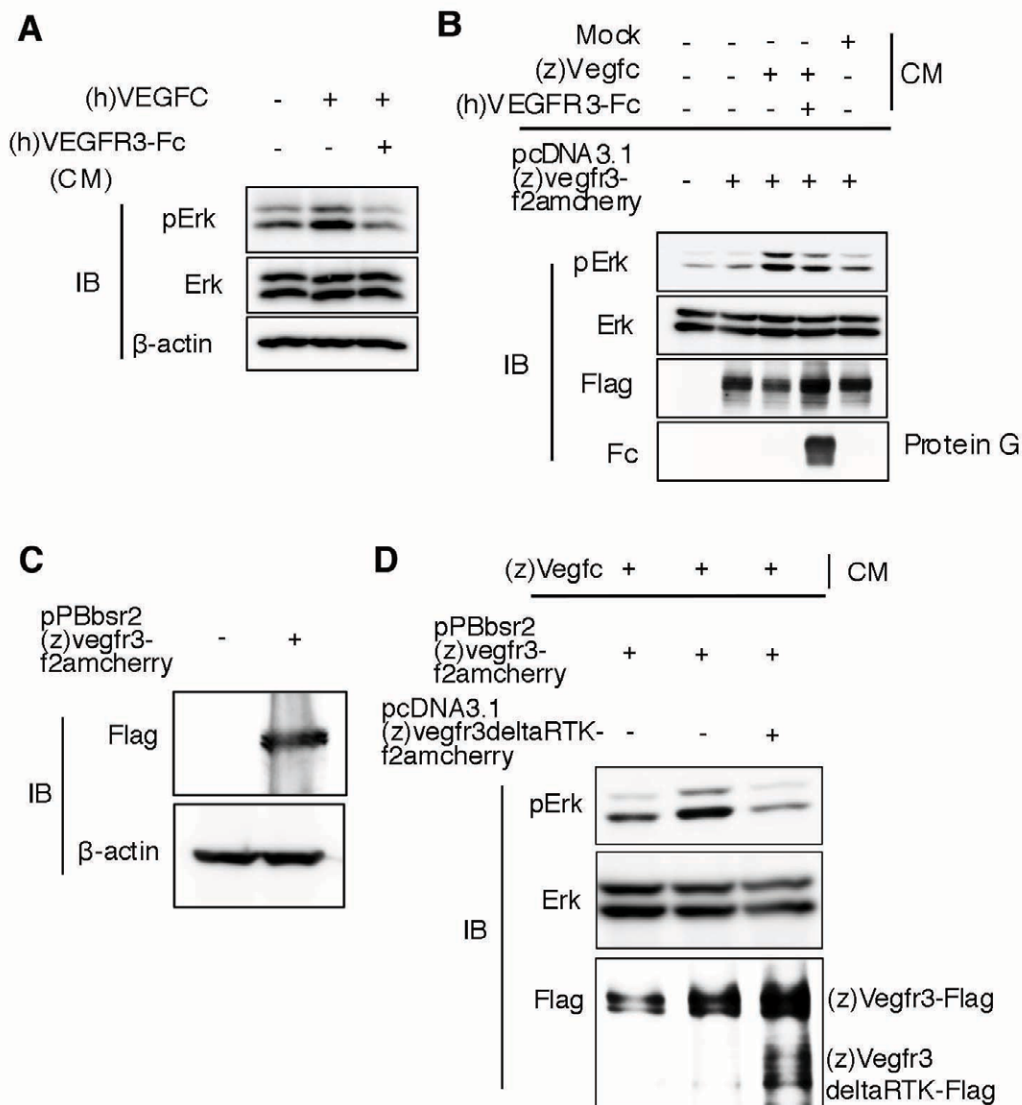 A
(h)VEGFC - + +
(h)VEGFR3-Fc - - +
(CM)
pErk
IB
Erk
β-actin
B
Mock - - - - +
(z)Vegfc - - + + -
(h)VEGFR3-Fc - - - + -
CM
pcDNA3.1
(z)vegfr3- - + + + +
f2amcherry
pErk
Erk
IB
Flag
Fc
Protein G
C
pPBbsr2
(z)vegfr3- - +
f2amcherry
Flag
IB
β-actin
D
(z)Vegfc + + + CM
pPBbsr2
(z)vegfr3- + + +
f2amcherry
pcDNA3.1
(z)vegfr3deltaRTK- - - +
f2amcherry
pErk
Erk
IB
Flag
(z)Vegfr3-Flag
(z)Vegfr3
deltaRTK-Flag